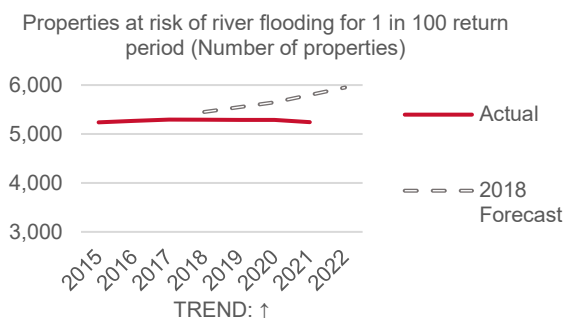 Properties at risk of river flooding for 1 in 100 return
period (Number of properties)
6,000
5,000
4,000
3,000
2015
2016
2017
2018
2019
2020
2021
2022
TREND: ↑
Actual
2018
Forecast